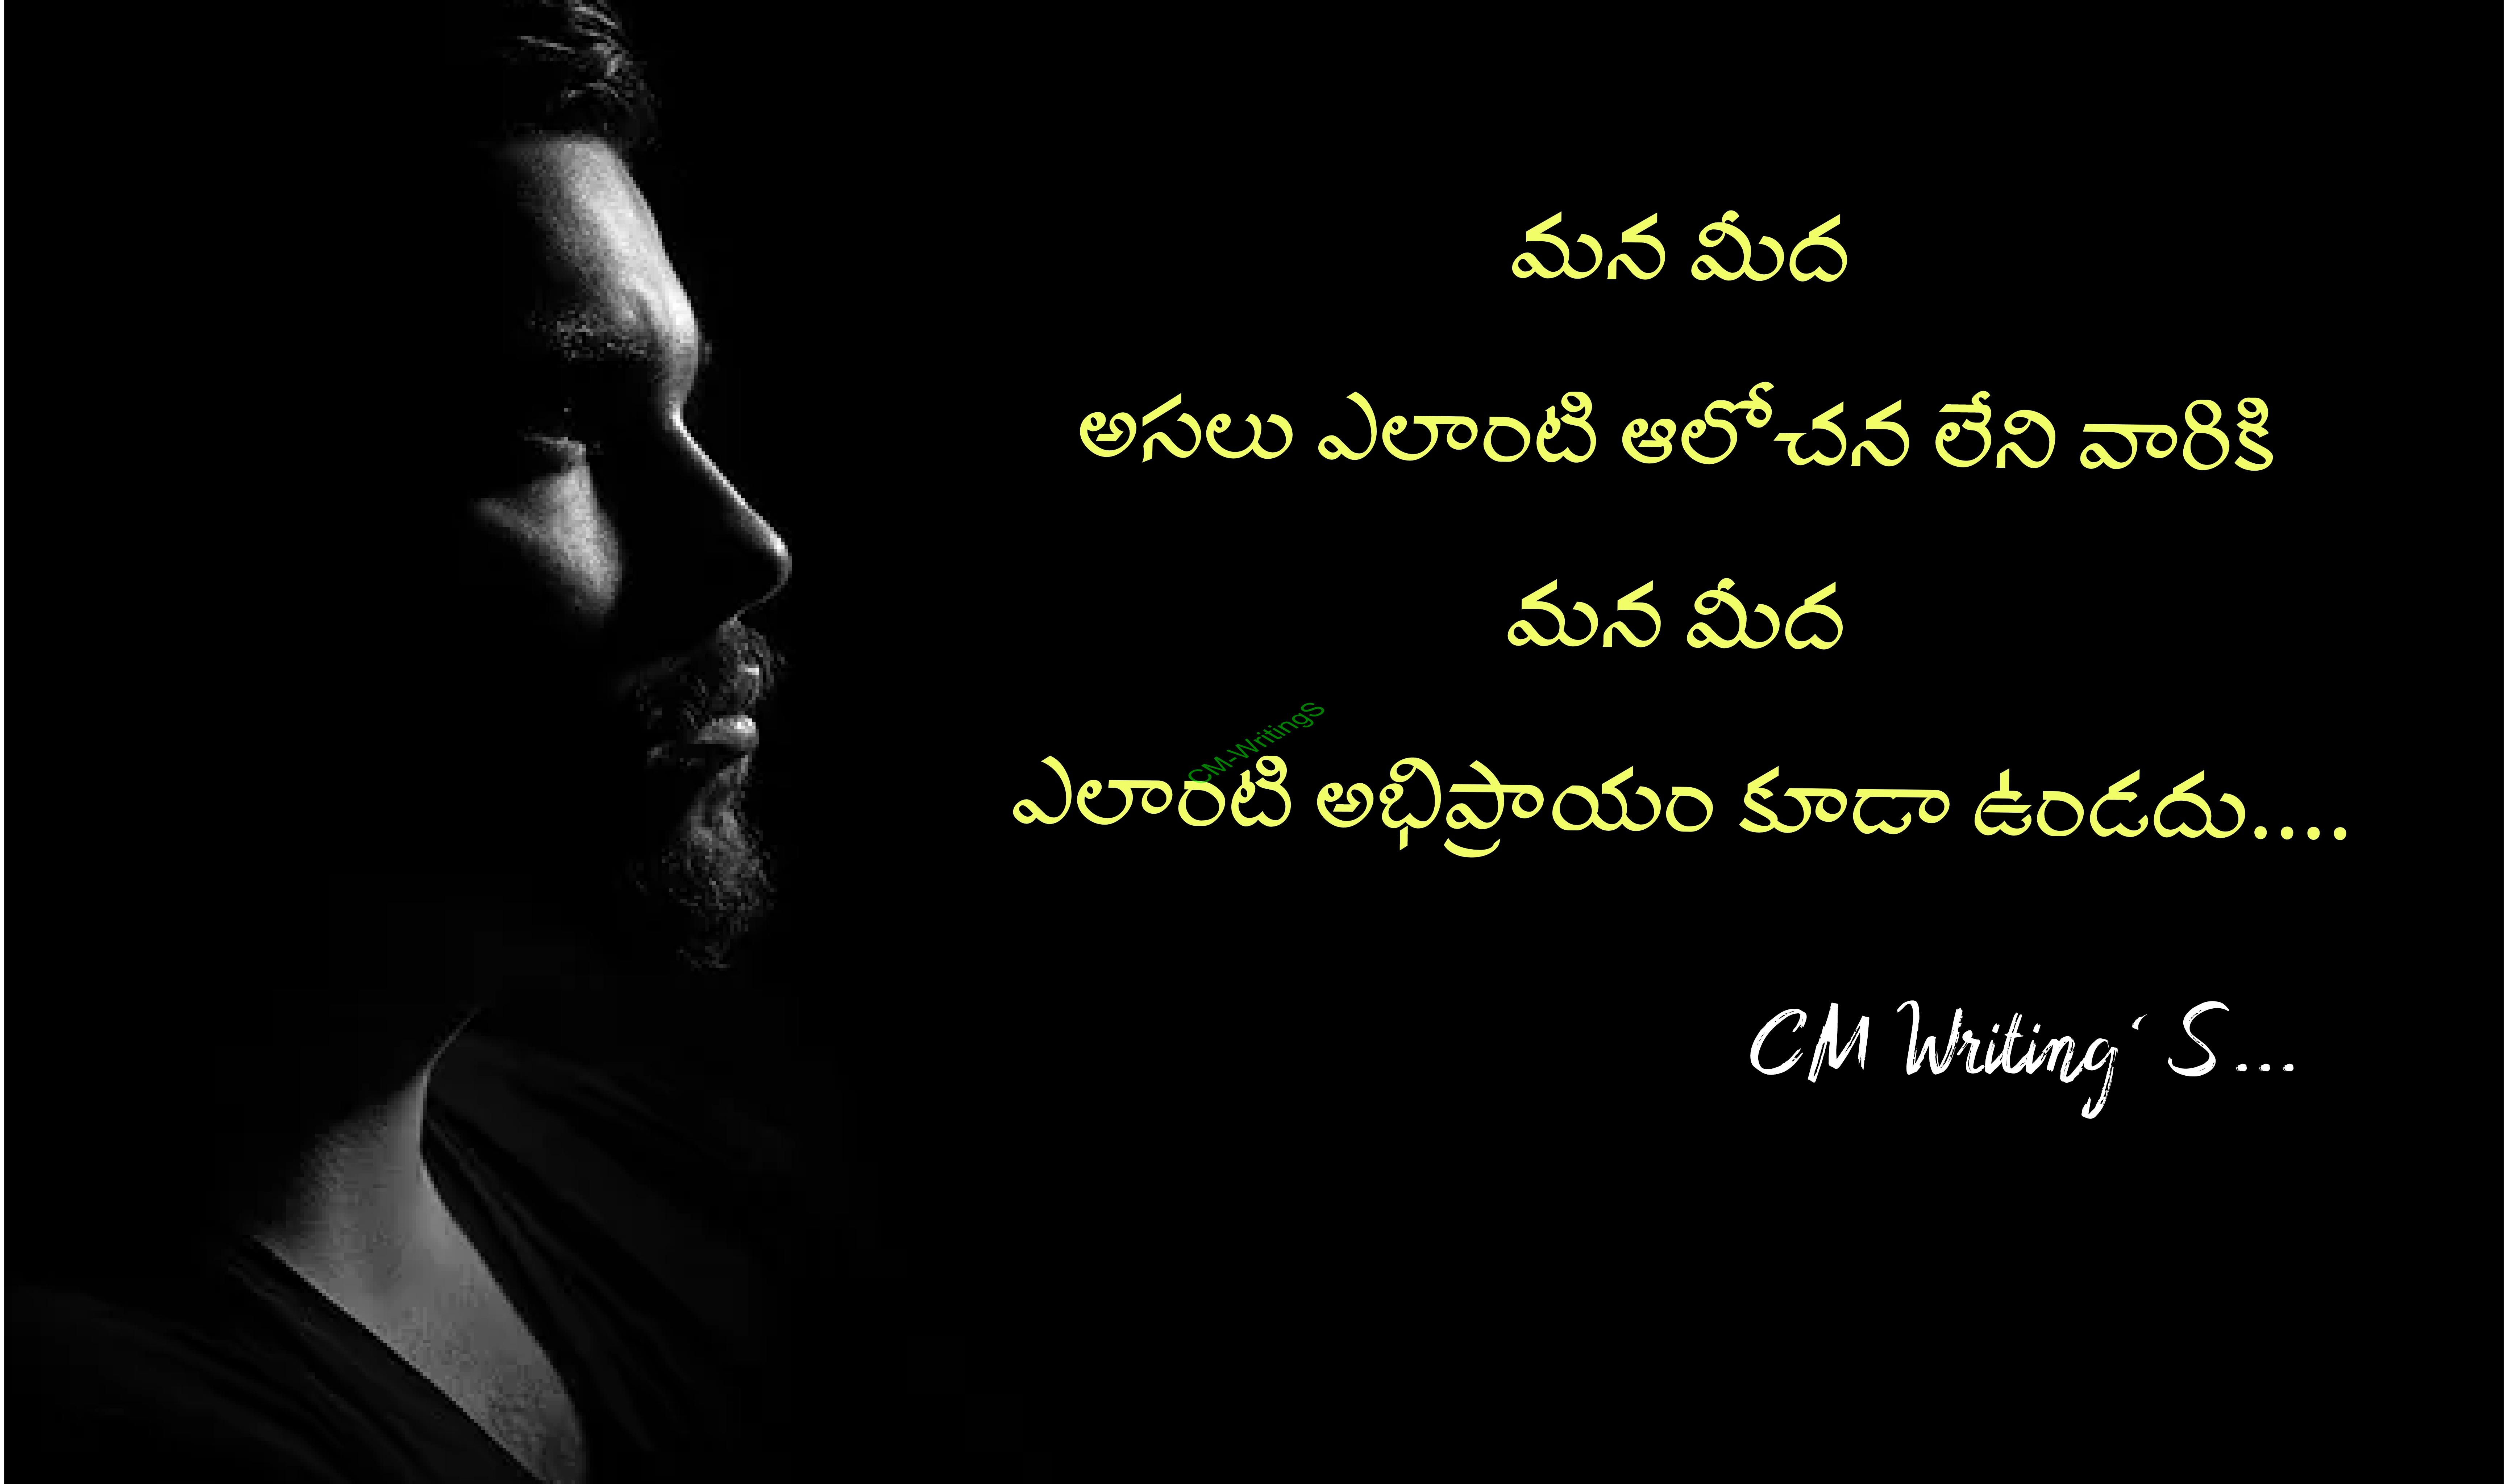 మన మీద
అసలు ఎలాంటి ఆలోచన లేని వారికి
మన మీద
CM-WritingS
ఎలాంటి అభిప్రాయం కూడా ఉండదు....
CM Writing‘ S...